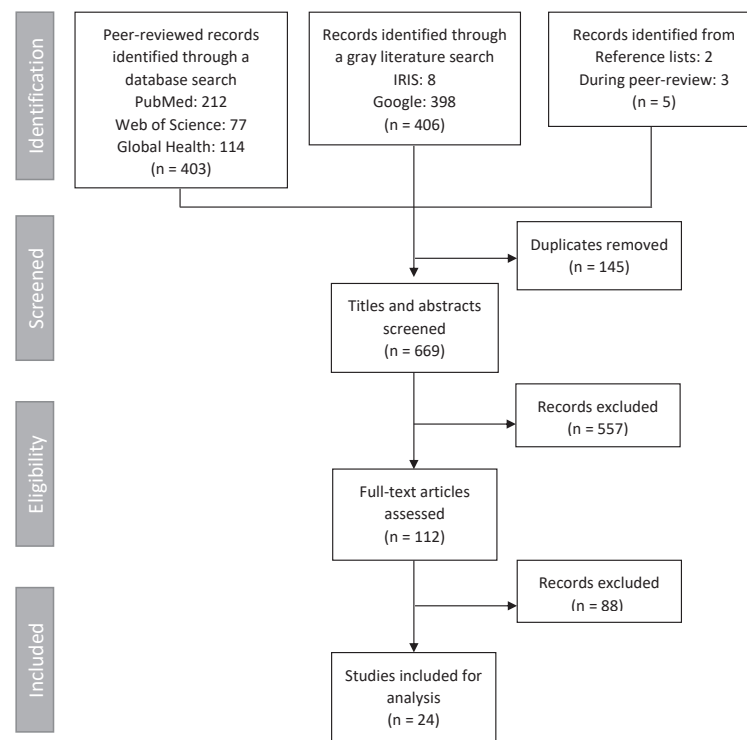 Identification
Peer-reviewed records
identified through a
database search
PubMed: 212
Web of Science: 77
Global Health: 114
(n = 403)
Records identified through
a gray literature search
IRIS: 8
Google: 398
(n = 406)
Records identified from
Reference lists: 2
During peer-review: 3
(n = 5)
Screened
Duplicates removed
(n = 145)
Titles and abstracts
screened
(n = 669)
Eligibility
Records excluded
(n = 557)
Full-text articles
assessed
(n = 112)
Included
Records excluded
(n = 88)
Studies included for
analysis
(n = 24)